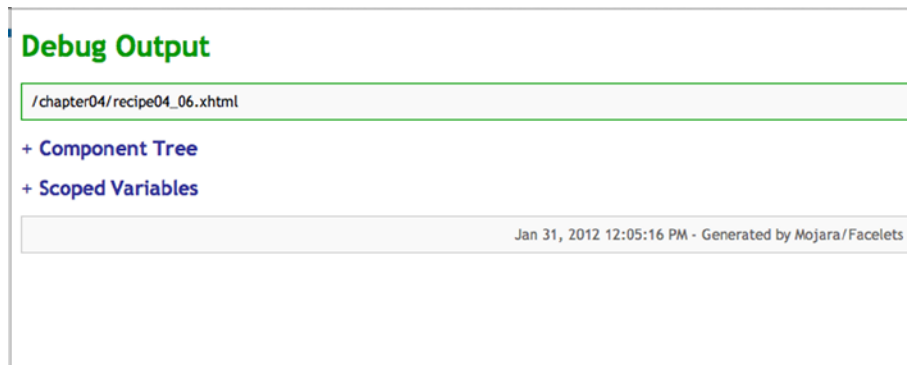 Debug Output
/chapter04/recipe04_06.xhtml
+ Component Tree
+ Scoped Variables
Jan 31, 2012 12:05:16 PM - Generated by Mojara/Facelets